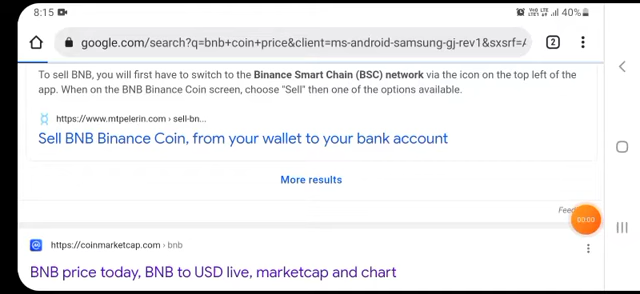 8:15
VoLTE LTE 40%
google.com/search?q=bnb+coin+price&client=ms-android-samsung-gj-rev1&sxsrf=A
2
To sell BNB, you will first have to switch to the Binance Smart Chain (BSC) network via the icon on the top left of the
app. When on the BNB Binance Coin screen, choose "Sell" then one of the options available.
https://www.mtpelerin.com › sell-bn...
Sell BNB Binance Coin, from your wallet to your bank account
More results
Feed
00:00
https://coinmarketcap.com › bnb
BNB price today, BNB to USD live, marketcap and chart